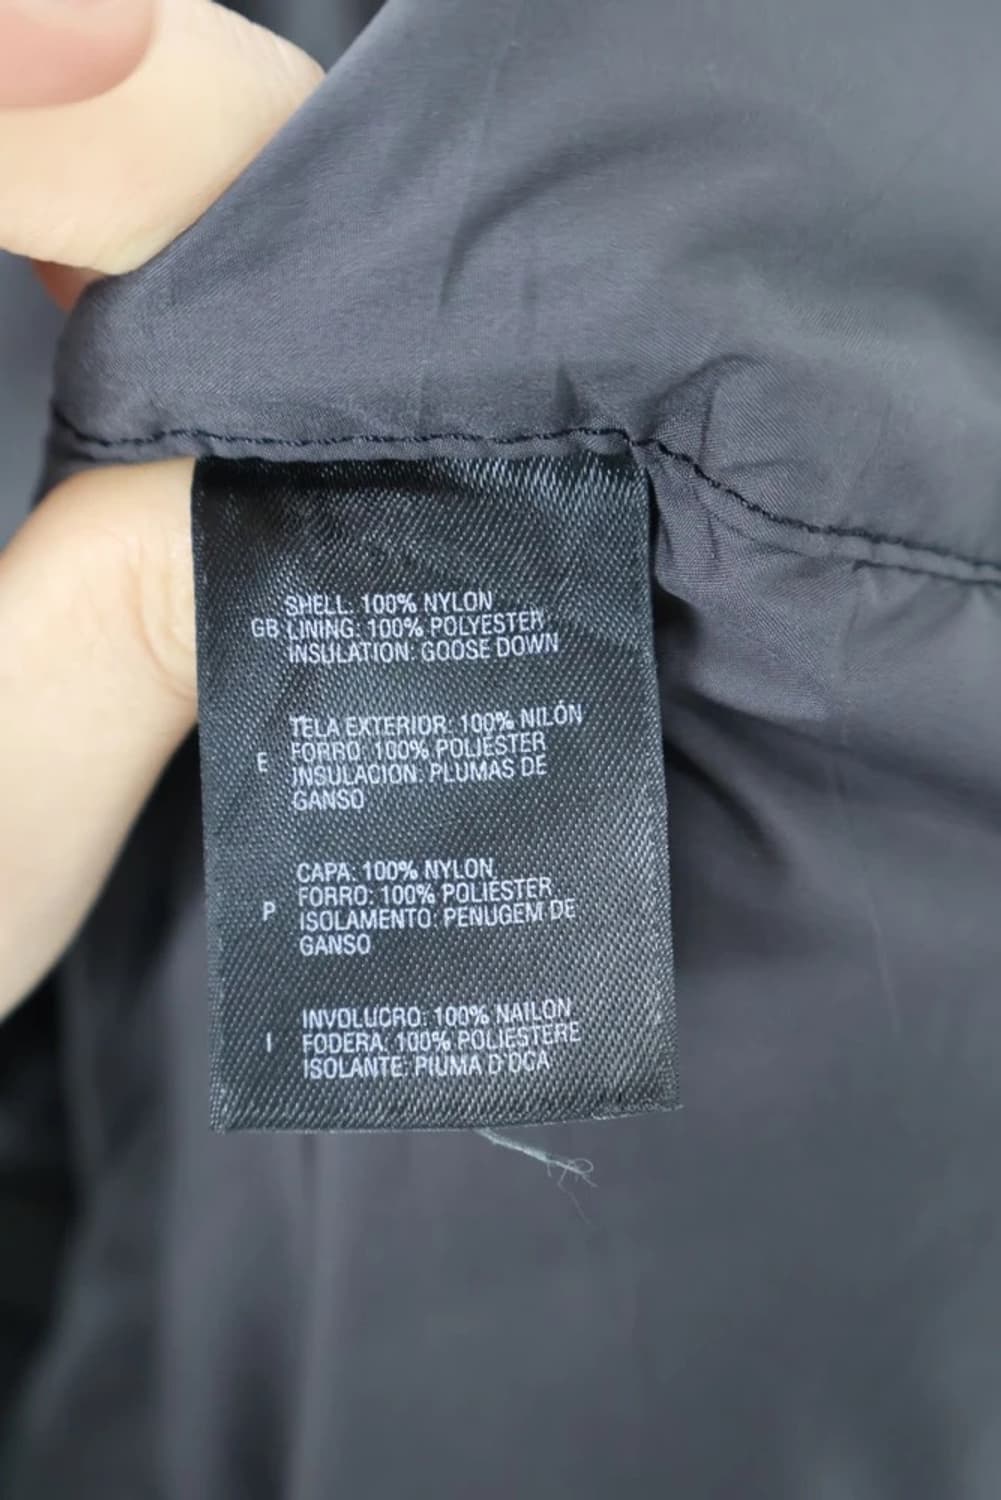 SHELL: 100% NYLON
GB LINING: 100% POLYESTER
INSULATION: GOOSE DOWN
TELA EXTERIOR: 100% NILÓN
FORRO: 100% POLIÉSTER
E INSULACION: PLUMAS DE
GANSO
CAPA: 100% NYLON
FORRO: 100% POLIESTER
P ISOLAMENTO: PENUGEM DE
GANSO
INVOLUCRO: 100% NAILON
I FODERA: 100% POLIESTERE
ISOLANTE: PIUMA D'OCA